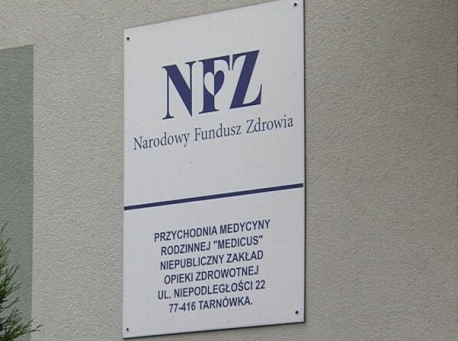 NFZ
Narodowy Fundusz Zdrowia
PRZYCHODNIA MEDYCYNY
RODZINNEJ "MEDICUS"
NIEPUBLICZNY ZAKŁAD
OPIEKI ZDROWOTNEJ
UL. NIEPODLEGŁOŚCI 22
77-416 TARNÓWKA.